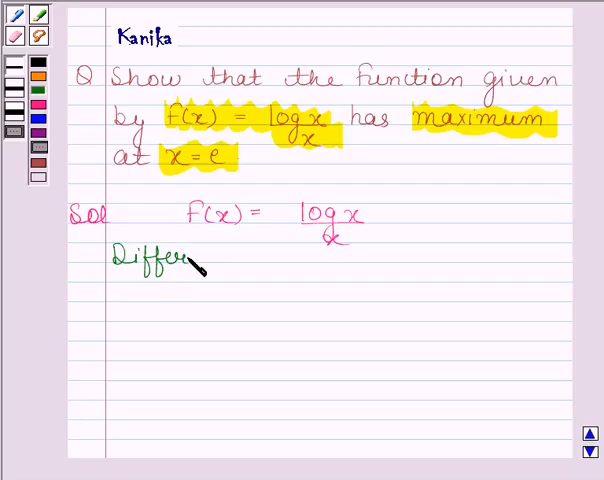 Kanika
Q Show that the function given
by f(x) = log x / x has maximum
at x = e
Sol f(x) = log x / x
Differ